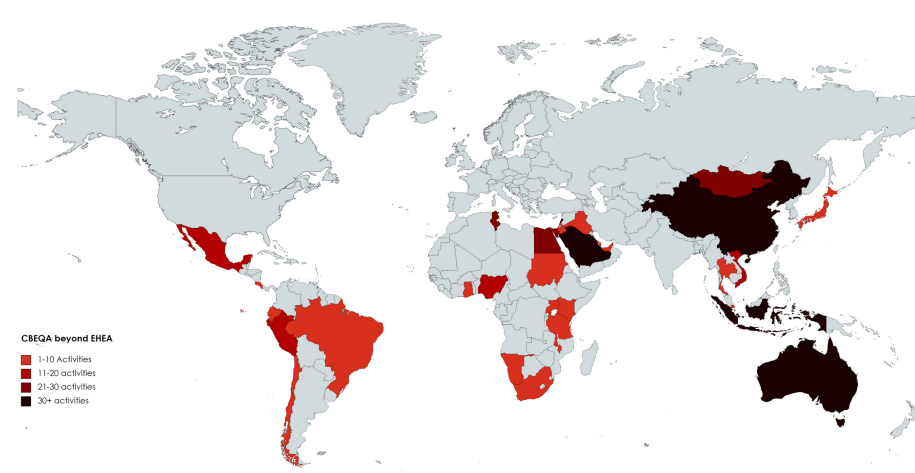 CBEQA beyond EHEA
1-10 Activities
11-20 activities
21-30 activities
30+ activities